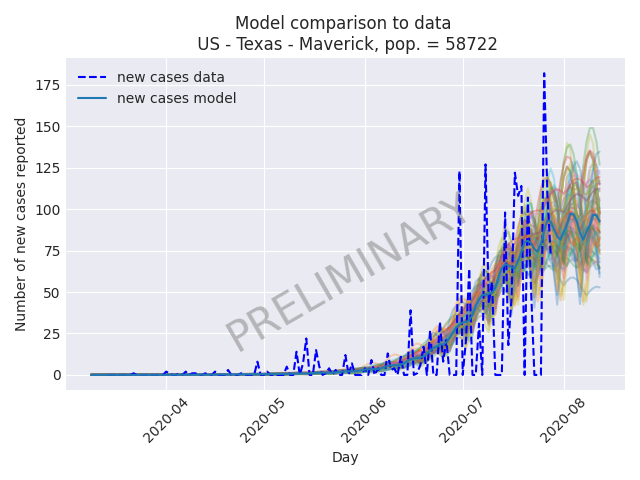 Model comparison to data
US - Texas - Maverick, pop. = 58722
new cases data
new cases model
PRELIMINARY
Number of new cases reported
175
150
125
100
75
50
25
0
2020-04
2020-05
2020-06
2020-07
2020-08
Day